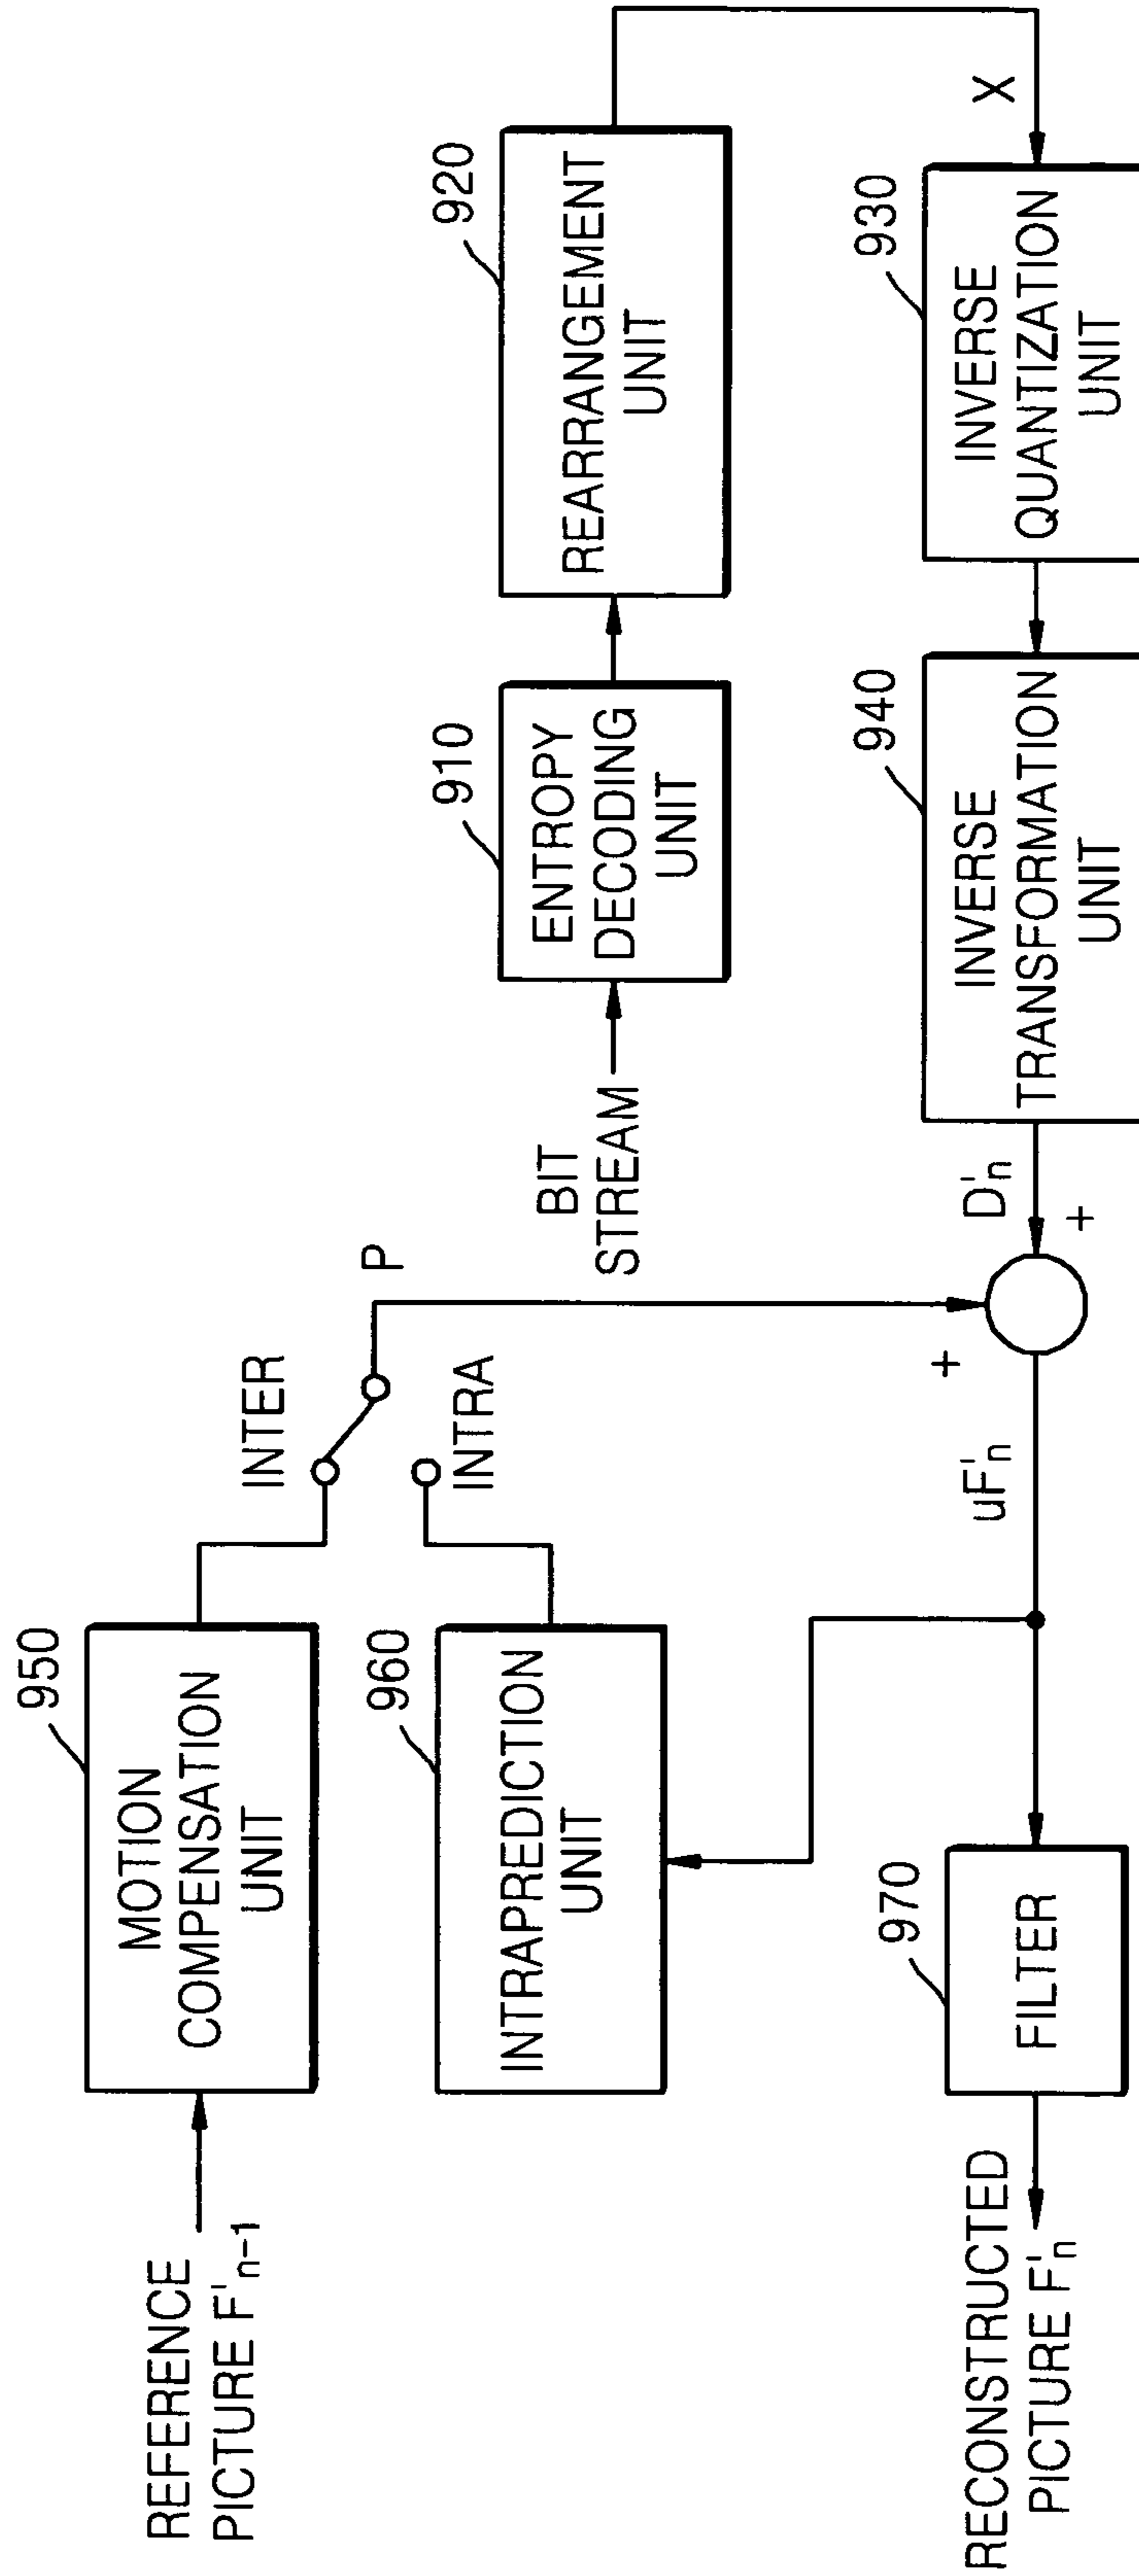 REFERENCE
PICTURE F'n-1
950
MOTION
COMPENSATION
UNIT
INTER
P
960
INTRAPREDICTION
UNIT
INTRA
BIT
STREAM
910
ENTROPY
DECODING
UNIT
920
REARRANGEMENT
UNIT
RECONSTRUCTED
PICTURE F'n
970
FILTER
uF'n
+
D'n
+
940
INVERSE
TRANSFORMATION
UNIT
930
INVERSE
QUANTIZATION
UNIT
X